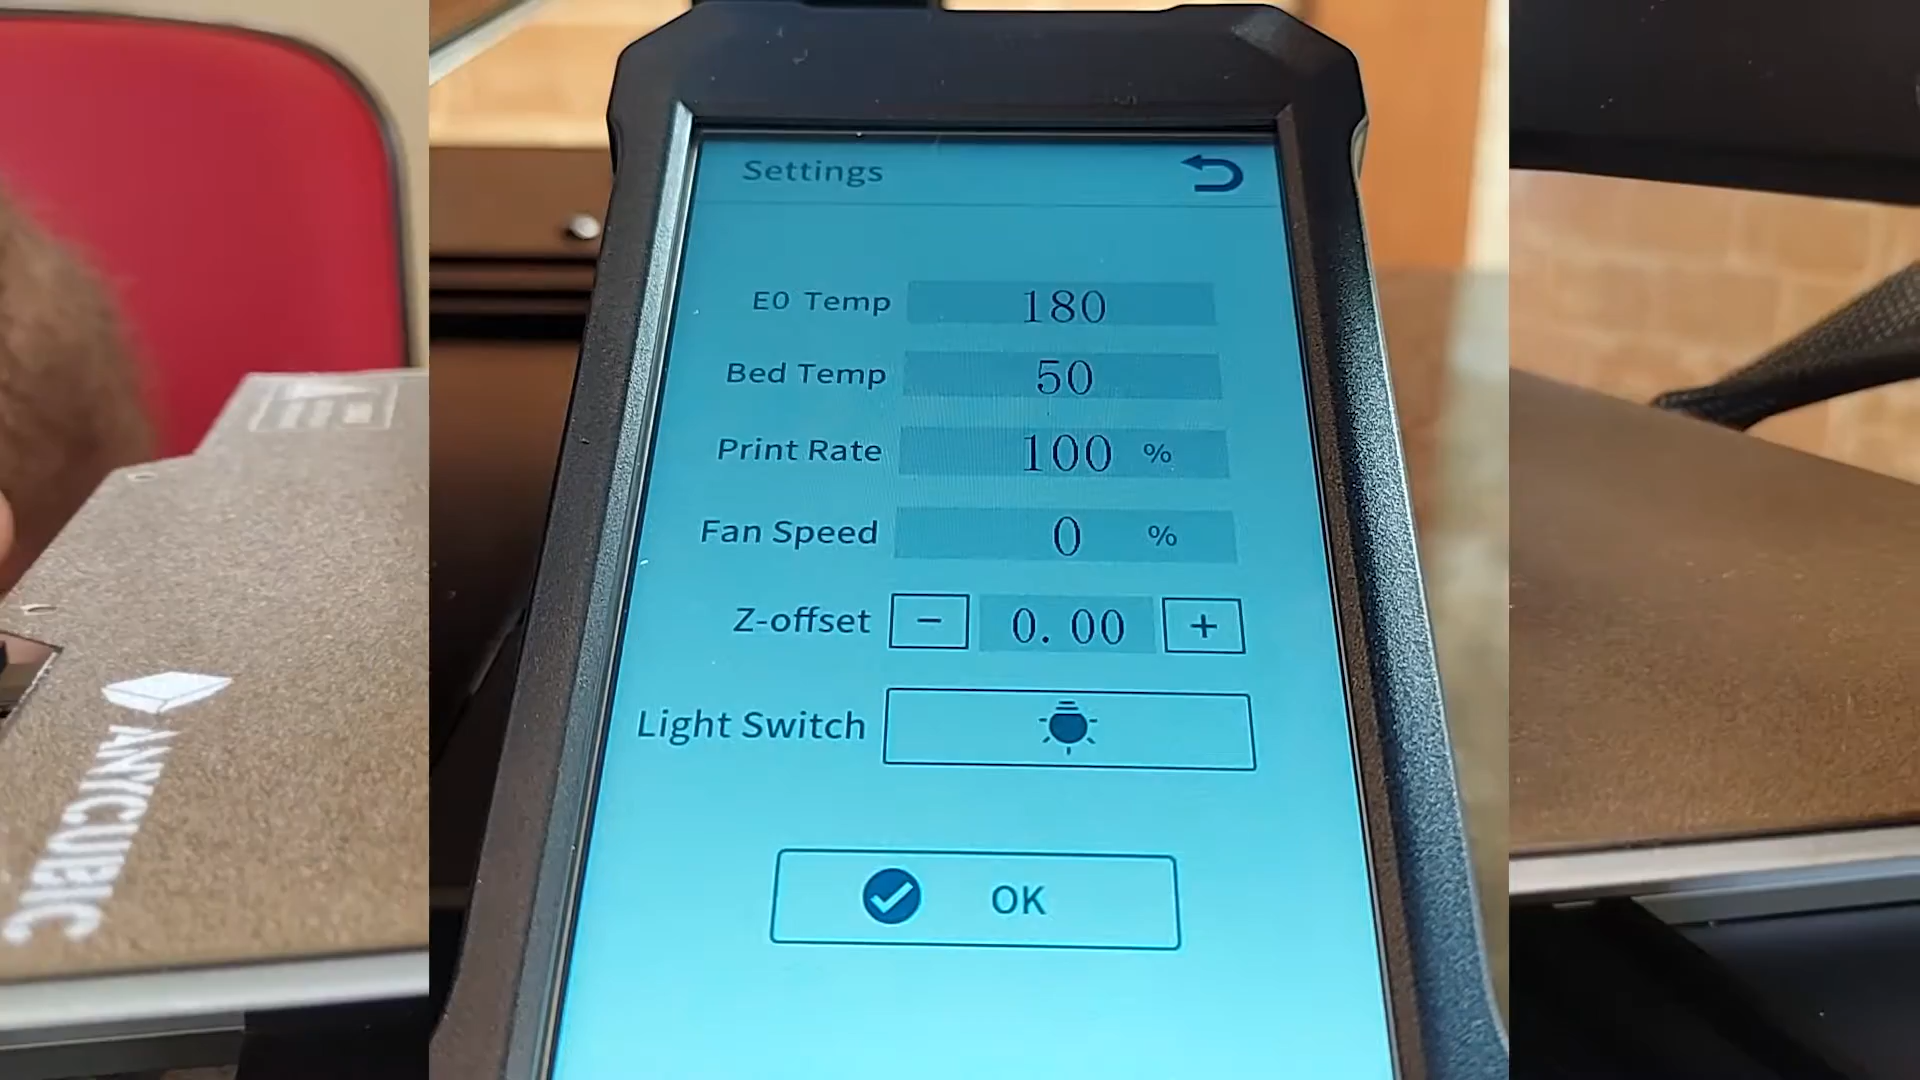 Settings
E0 Temp 180
Bed Temp 50
Print Rate 100 %
Fan Speed 0 %
Z-offset - 0.00 +
Light Switch
OK
ANYCUBIC